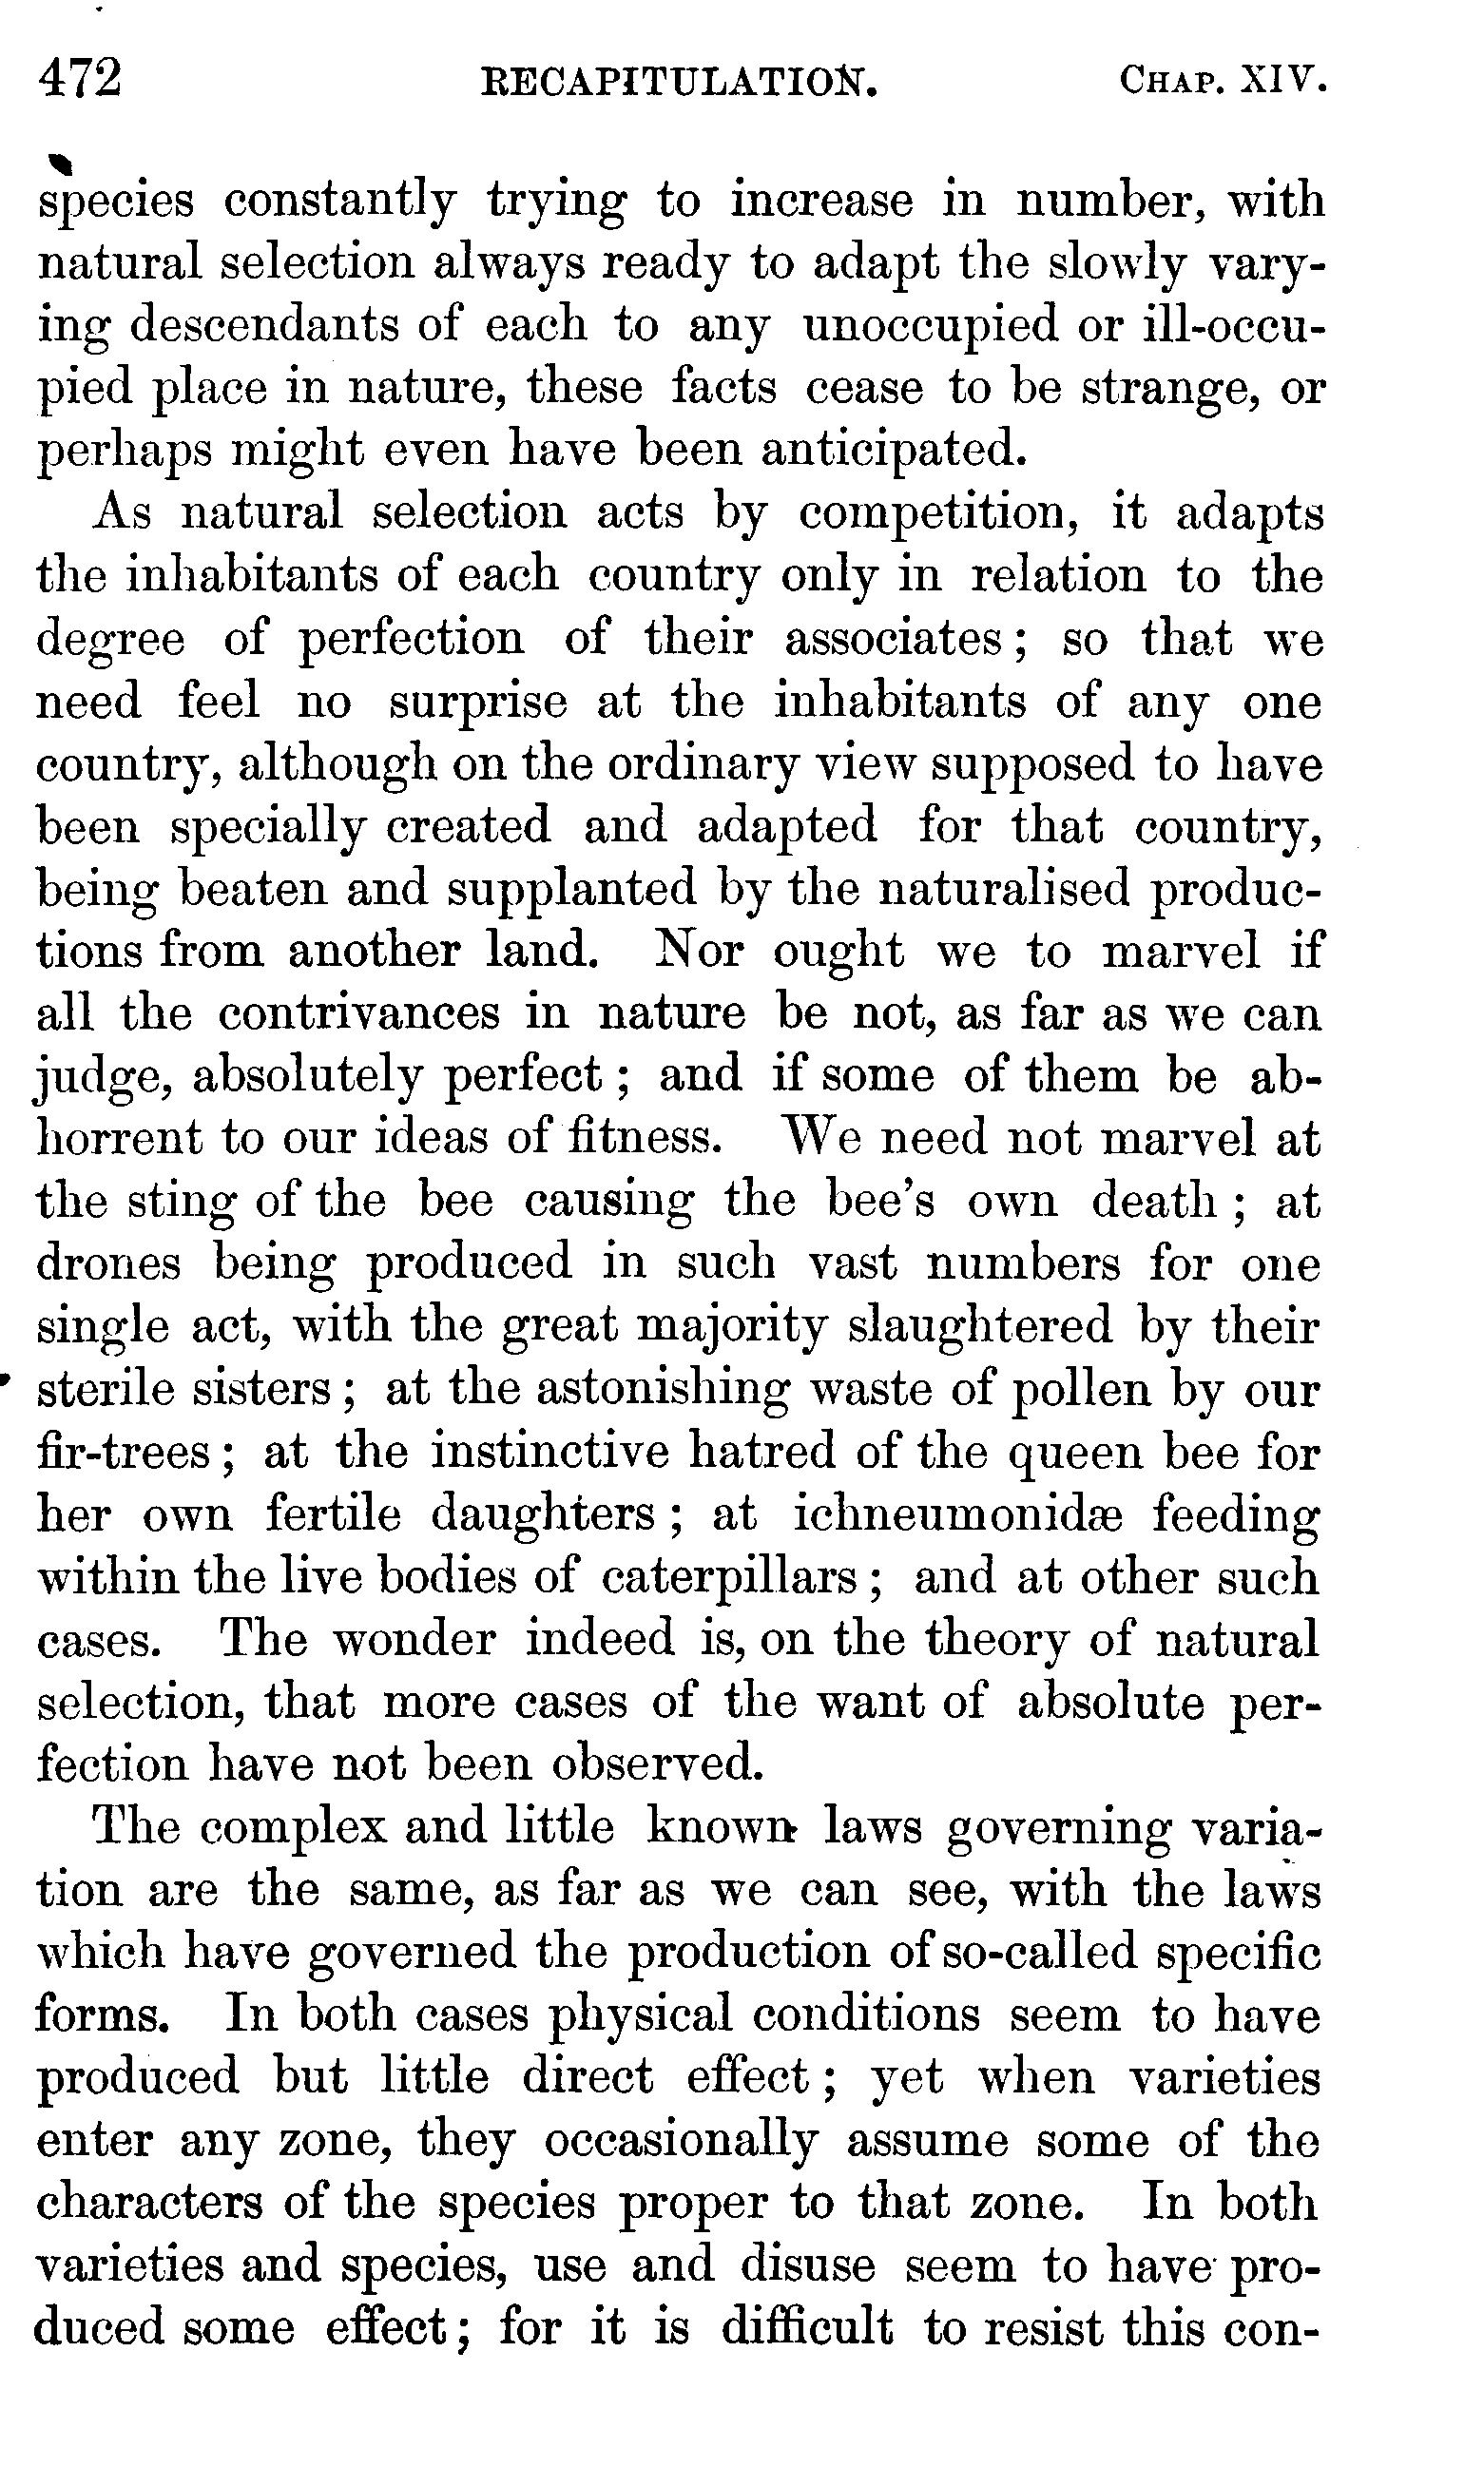 472 RECAPITULATION. CHAP. XIV.
species constantly trying to increase in number, with
natural selection always ready to adapt the slowly vary-
ing descendants of each to any unoccupied or ill-occu-
pied place in nature, these facts cease to be strange, or
perhaps might even have been anticipated.
As natural selection acts by competition, it adapts
the inhabitants of each country only in relation to the
degree of perfection of their associates; so that we
need feel no surprise at the inhabitants of any one
country, although on the ordinary view supposed to have
been specially created and adapted for that country,
being beaten and supplanted by the naturalised produc-
tions from another land. Nor ought we to marvel if
all the contrivances in nature be not, as far as we can
judge, absolutely perfect; and if some of them be ab-
horrent to our ideas of fitness. We need not marvel at
the sting of the bee causing the bee's own death; at
drones being produced in such vast numbers for one
single act, with the great majority slaughtered by their
sterile sisters; at the astonishing waste of pollen by our
fir-trees; at the instinctive hatred of the queen bee for
her own fertile daughters; at ichneumonidæ feeding
within the live bodies of caterpillars; and at other such
cases. The wonder indeed is, on the theory of natural
selection, that more cases of the want of absolute per-
fection have not been observed.
The complex and little known laws governing varia-
tion are the same, as far as we can see, with the laws
which have governed the production of so-called specific
forms. In both cases physical conditions seem to have
produced but little direct effect; yet when varieties
enter any zone, they occasionally assume some of the
characters of the species proper to that zone. In both
varieties and species, use and disuse seem to have pro-
duced some effect; for it is difficult to resist this con-